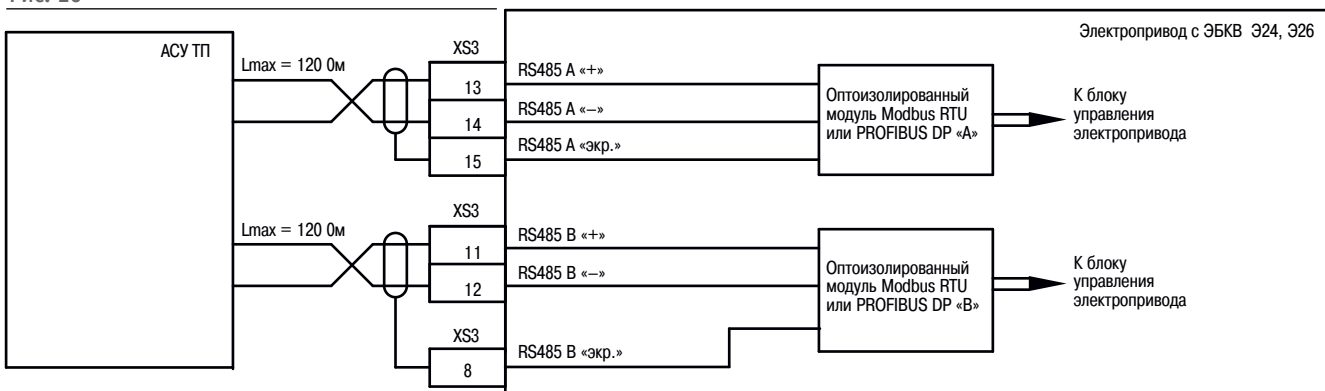 Электропривод с ЭБКВ Э24, Э26
АСУ ТП
Lmax = 120 Ом
XS3
13
14
15
RS485 A «+»
RS485 A «—»
RS485 A «экр.»
Оптоизолированный
модуль Modbus RTU
или PROFIBUS DP «А»
К блоку
управления
электропривода
Lmax = 120 Ом
XS3
11
12
RS485 B «+»
RS485 B «—»
XS3
8
RS485 B «экр.»
Оптоизолированный
модуль Modbus RTU
или PROFIBUS DP «В»
К блоку
управления
электропривода